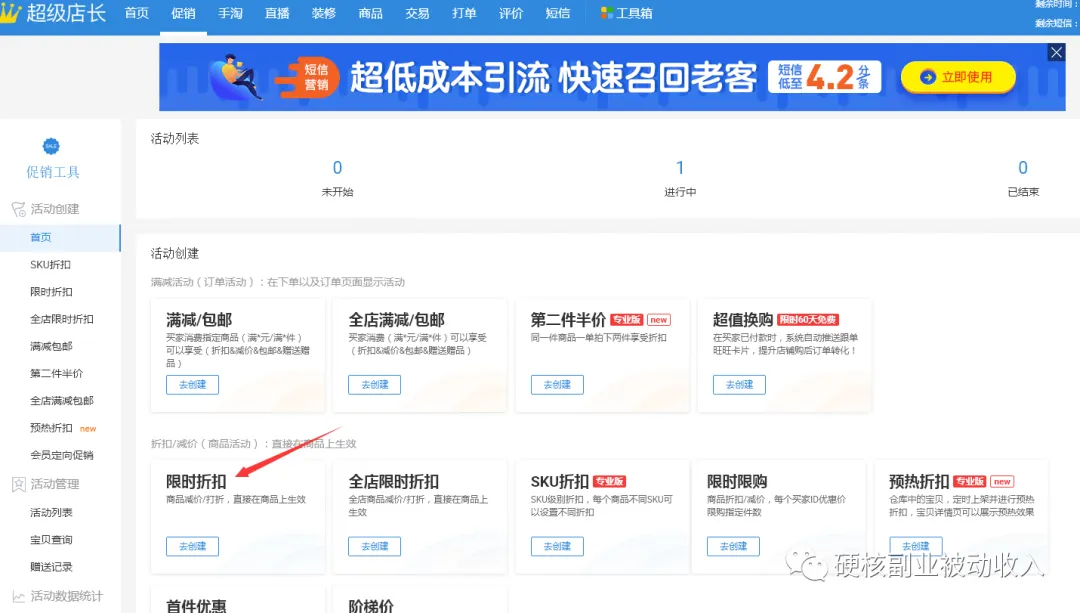 超级店长 首页 促销 手淘 直播 装修 商品 交易 打单 评价 短信 工具箱
剩余时间：
剩余短信：
短信营销 超低成本引流 快速召回老客 短信低至4.2分/条 立即使用
SALE
促销工具
活动创建
首页
SKU折扣
限时折扣
全店限时折扣
满减包邮
第二件半价
全店满减包邮
预热折扣 new
会员定向促销
活动管理
活动列表
宝贝查询
赠送记录
活动数据统计
活动列表
0 1 0
未开始 进行中 已结束
活动创建
满减活动（订单活动）：在下单以及订单页面显示活动
满减/包邮
买家消费指定商品（满*元/满*件）
可以享受（折扣&减价&包邮&赠送赠
品）
去创建
全店满减/包邮
买家消费（满*元/满*件）可以享受
（折扣&减价&包邮&赠送赠品）
去创建
第二件半价 专业版 new
同一件商品一单拍下两件享受折扣
去创建
超值换购 限时60天免费
在买家已付款时，系统自动推送跟单
旺旺卡片，提升店铺购后订单转化！
去创建
折扣/减价（商品活动）：直接在商品上生效
限时折扣
商品减价/打折，直接在商品上生效
去创建
全店限时折扣
全店商品减价/打折，直接在商品上
生效
去创建
SKU折扣 专业版
SKU级别折扣，每个商品不同SKU可
以设置不同折扣
去创建
限时限购
商品折扣/减价，每个买家ID优惠价
限购指定件数
去创建
预热折扣 专业版 new
仓库中的宝贝，定时上架并进行预热
折扣，宝贝详情页可以展示预热效果
去创建
首件优惠
阶梯价
硬核副业被动收入